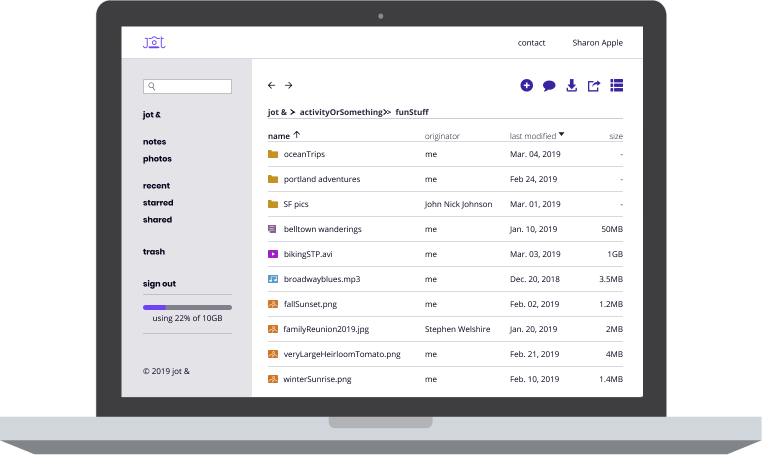 JOT
contact Sharon Apple
jot &
notes
photos
recent
starred
shared
trash
sign out
using 22% of 10GB
© 2019 jot &
jot & > activityOrSomething>> funStuff
name originator last modified size
oceanTrips me Mar. 04, 2019 -
portland adventures me Feb 24, 2019 -
SF pics John Nick Johnson Mar. 01, 2019 -
belltown wanderings me Jan. 10, 2019 50MB
bikingSTP.avi me Mar. 03, 2019 1GB
broadwayblues.mp3 me Dec. 20, 2018 3.5MB
fallSunset.png me Feb. 02, 2019 1.2MB
familyReunion2019.jpg Stephen Welshire Jan. 20, 2019 2MB
veryLargeHeirloomTomato.png me Feb. 21, 2019 4MB
winterSunrise.png me Feb. 10, 2019 1.4MB